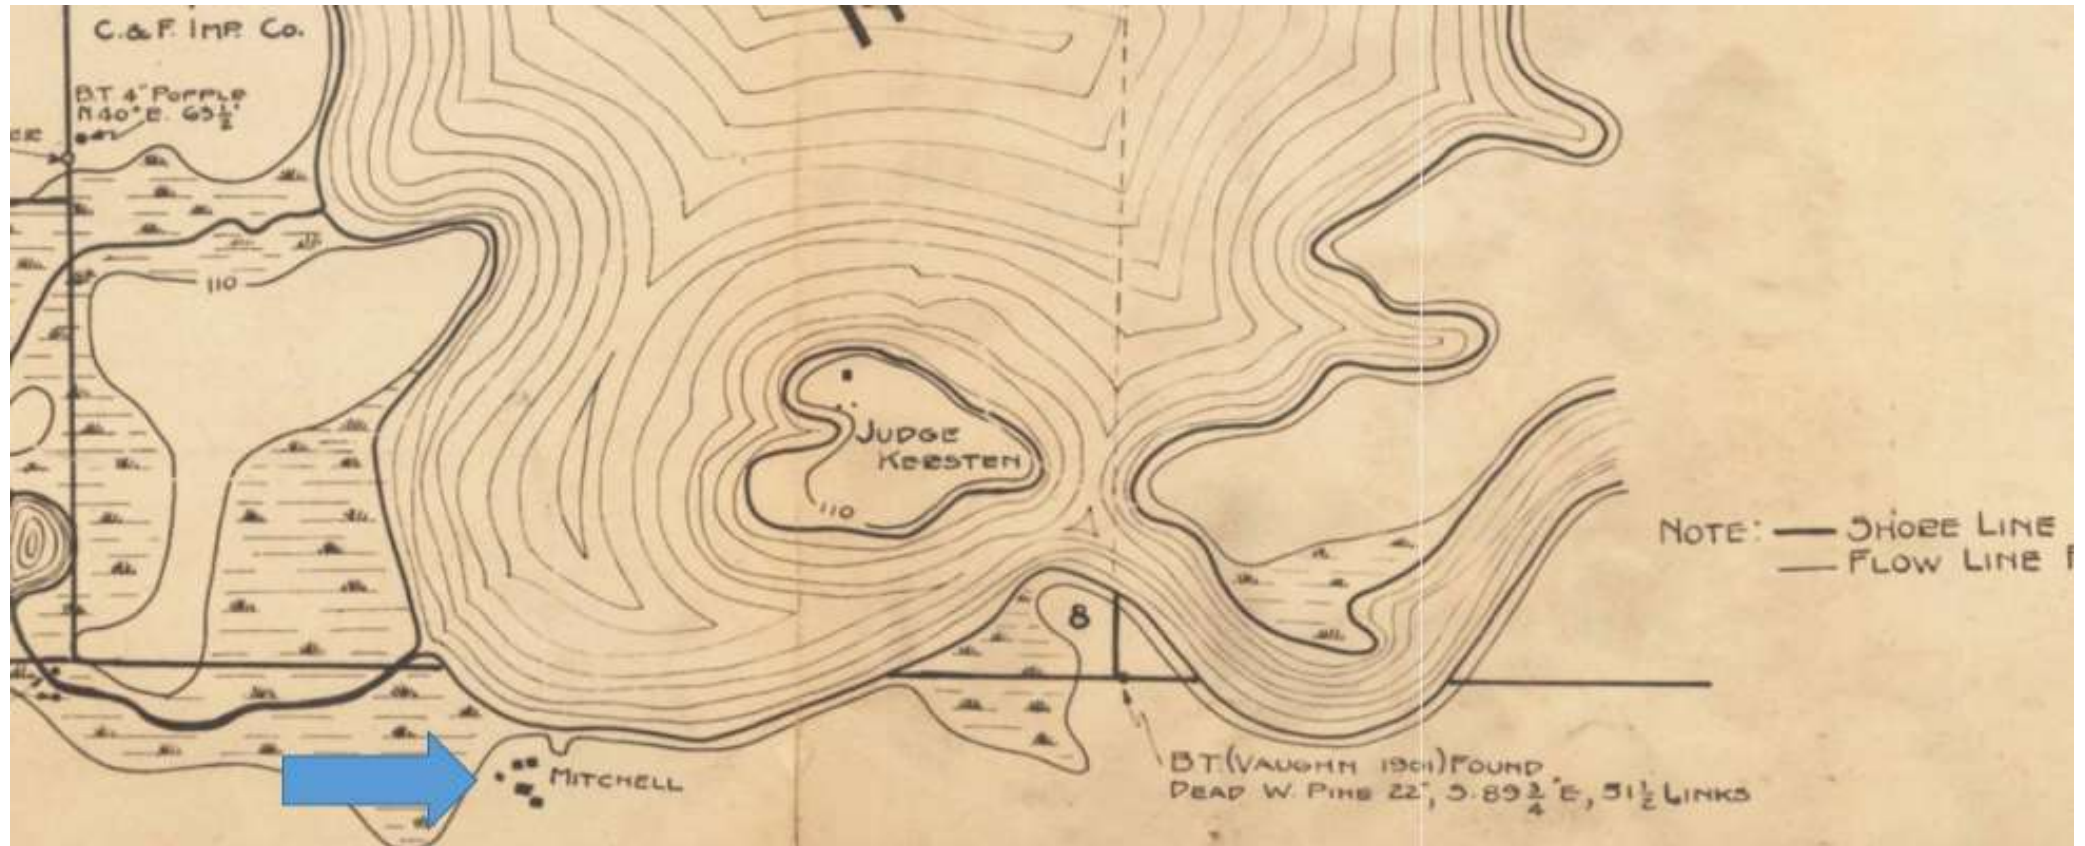 C. & F. IMP. CO.
B.T. 4" POPPLE
N 40° E. 63½'
110
JUDGE
KERSTEN
110
NOTE: SHORE LINE
FLOW LINE
8
MITCHELL
B T. (VAUGHN 1901) FOUND
DEAD W. PINE 22", S. 89¾° E, 51½ LINKS